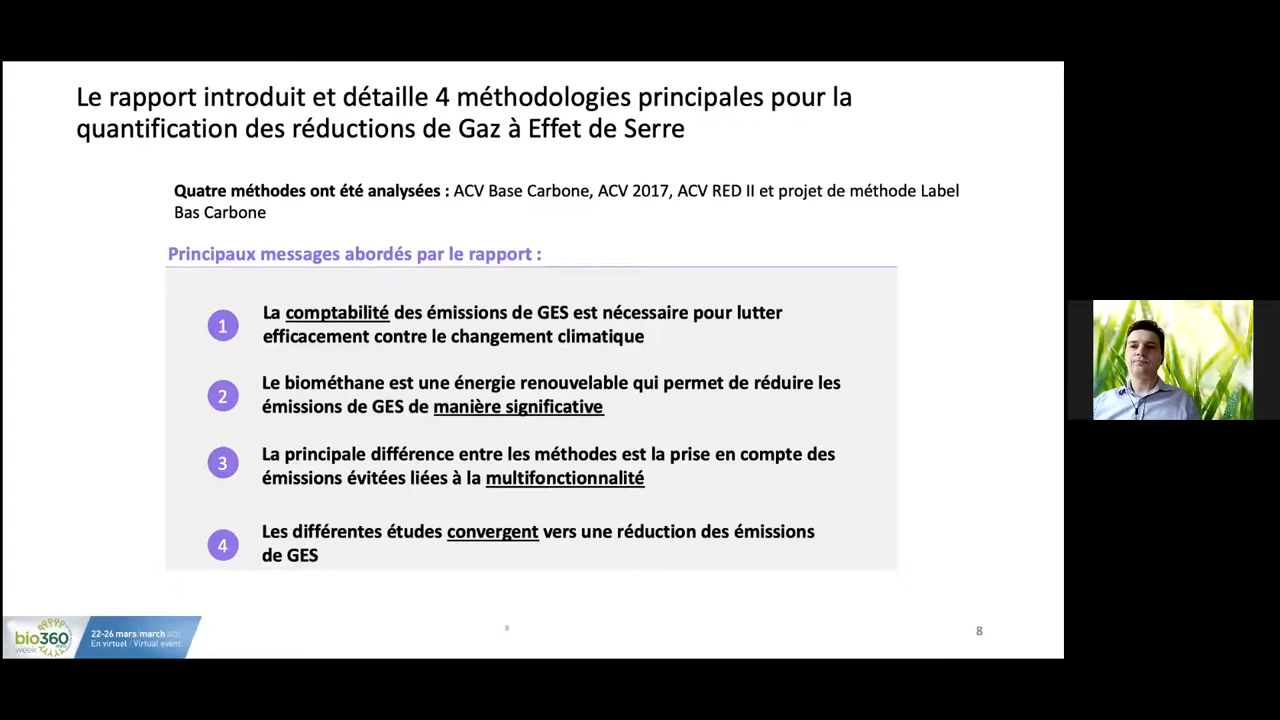 Le rapport introduit et détaille 4 méthodologies principales pour la
quantification des réductions de Gaz à Effet de Serre
Quatre méthodes ont été analysées : ACV Base Carbone, ACV 2017, ACV RED II et projet de méthode Label
Bas Carbone
Principaux messages abordés par le rapport :
1
La comptabilité des émissions de GES est nécessaire pour lutter
efficacement contre le changement climatique
2
Le biométhane est une énergie renouvelable qui permet de réduire les
émissions de GES de manière significative
3
La principale différence entre les méthodes est la prise en compte des
émissions évitées liées à la multifonctionnalité
4
Les différentes études convergent vers une réduction des émissions
de GES
bio360
week
22-26 mars/march
En virtuel / Virtual event
8
8